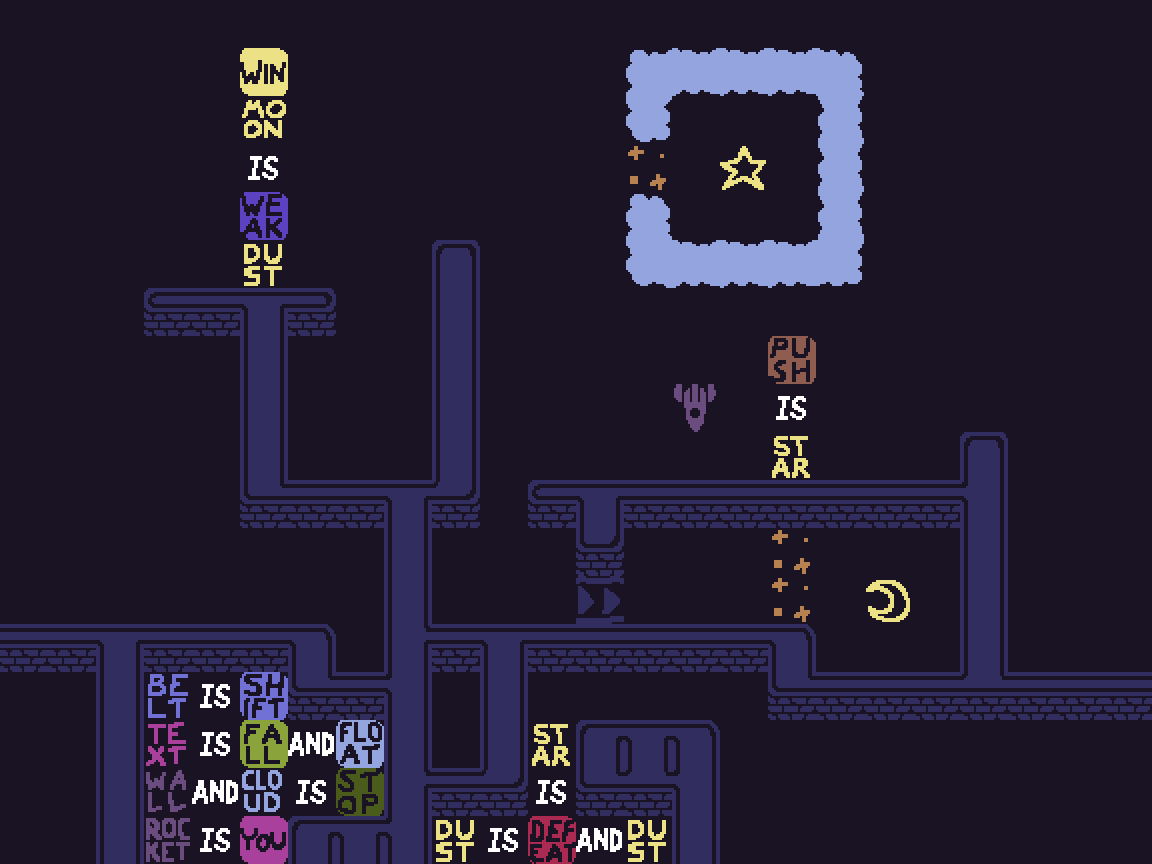 WIN
MOON
IS
WEAK
DUST
PUSH
IS
STAR
BELT IS SHIFT
TEXT IS FALL AND FLOAT
WALL AND CLOUD IS STOP
ROCKET IS YOU
STAR
IS
DUST IS DEFEAT AND DUST